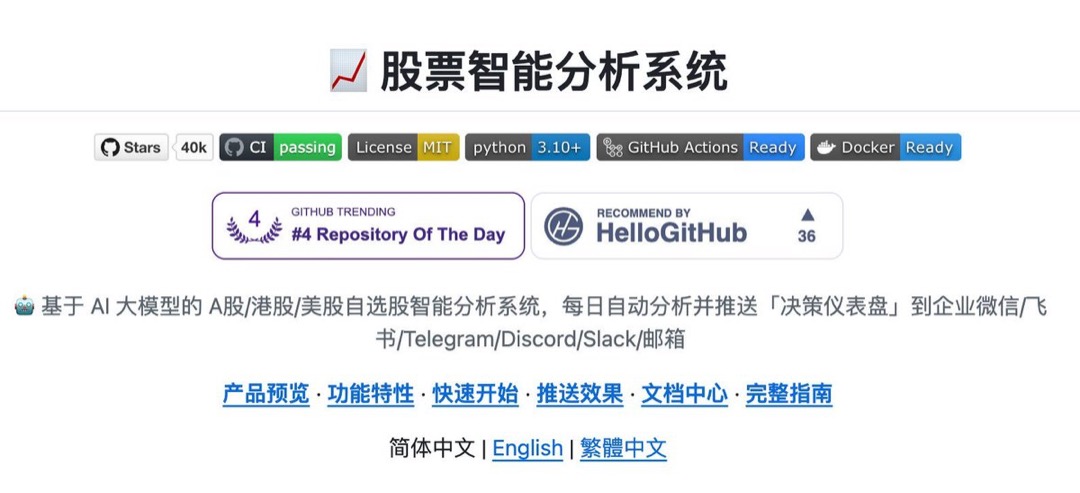 📈 股票智能分析系统
Stars 40k CI passing License MIT python 3.10+ GitHub Actions Ready Docker Ready
4 GITHUB TRENDING
#4 Repository Of The Day
RECOMMEND BY
HelloGitHub
▲
36
🤖 基于 AI 大模型的 A股/港股/美股自选股智能分析系统，每日自动分析并推送「决策仪表盘」到企业微信/飞
书/Telegram/Discord/Slack/邮箱
产品预览 · 功能特性 · 快速开始 · 推送效果 · 文档中心 · 完整指南
简体中文 | English | 繁體中文